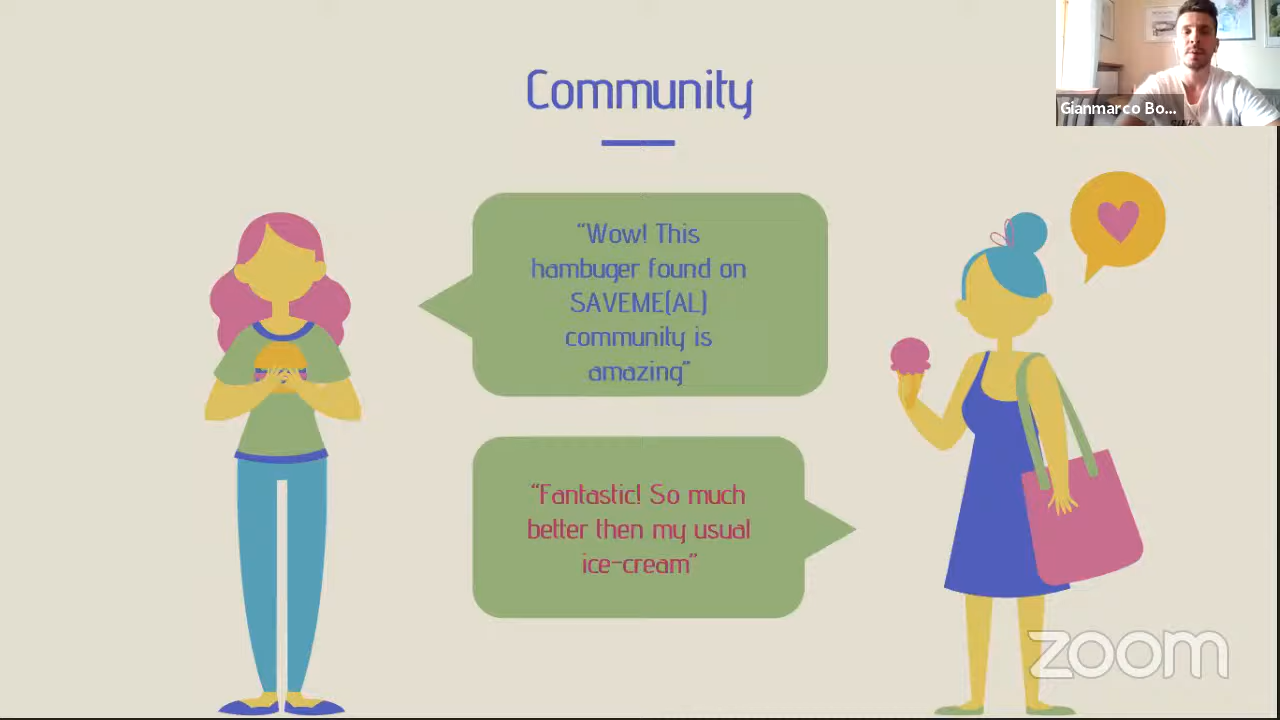 Community
Gianmarco Bo...
"Wow! This
hambuger found on
SAVEME(AL)
community is
amazing"
"Fantastic! So much
better then my usual
ice-cream"
zoom